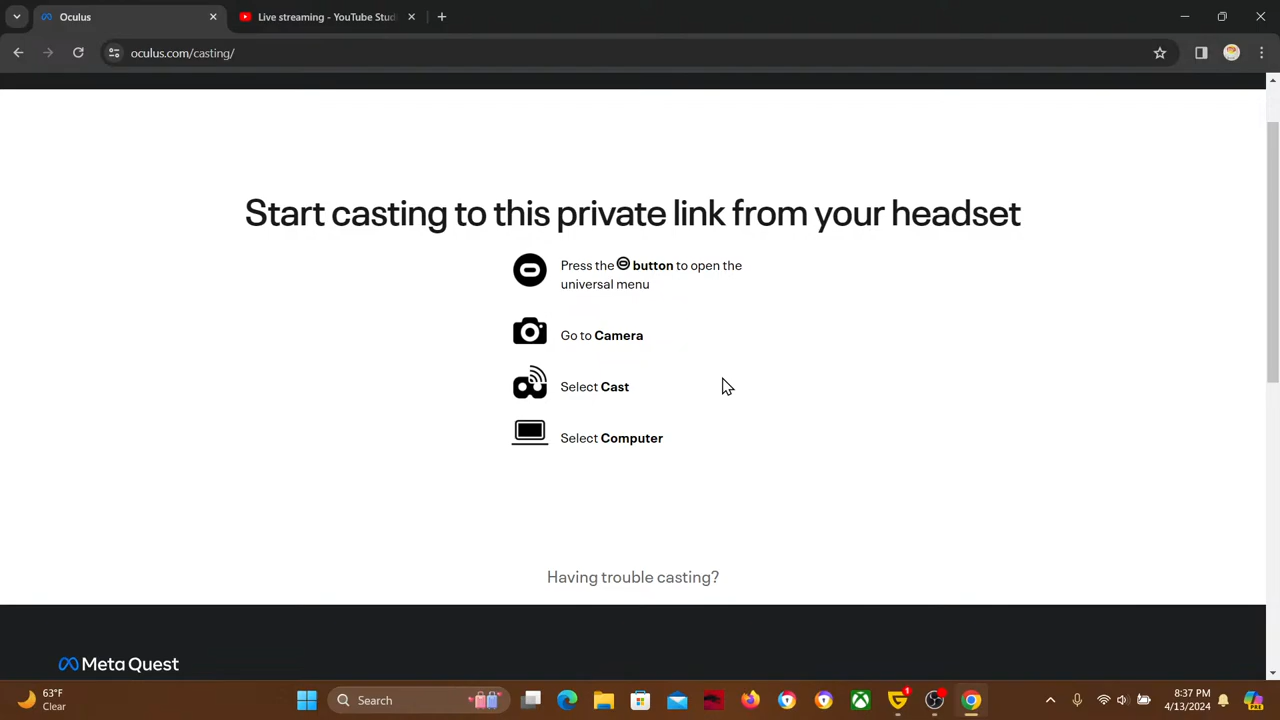 Oculus
Live streaming - YouTube Studi
oculus.com/casting/
Start casting to this private link from your headset
Press the button to open the
universal menu
Go to Camera
Select Cast
Select Computer
Having trouble casting?
Meta Quest
63°F
Clear
Search
1
8:37 PM
4/13/2024